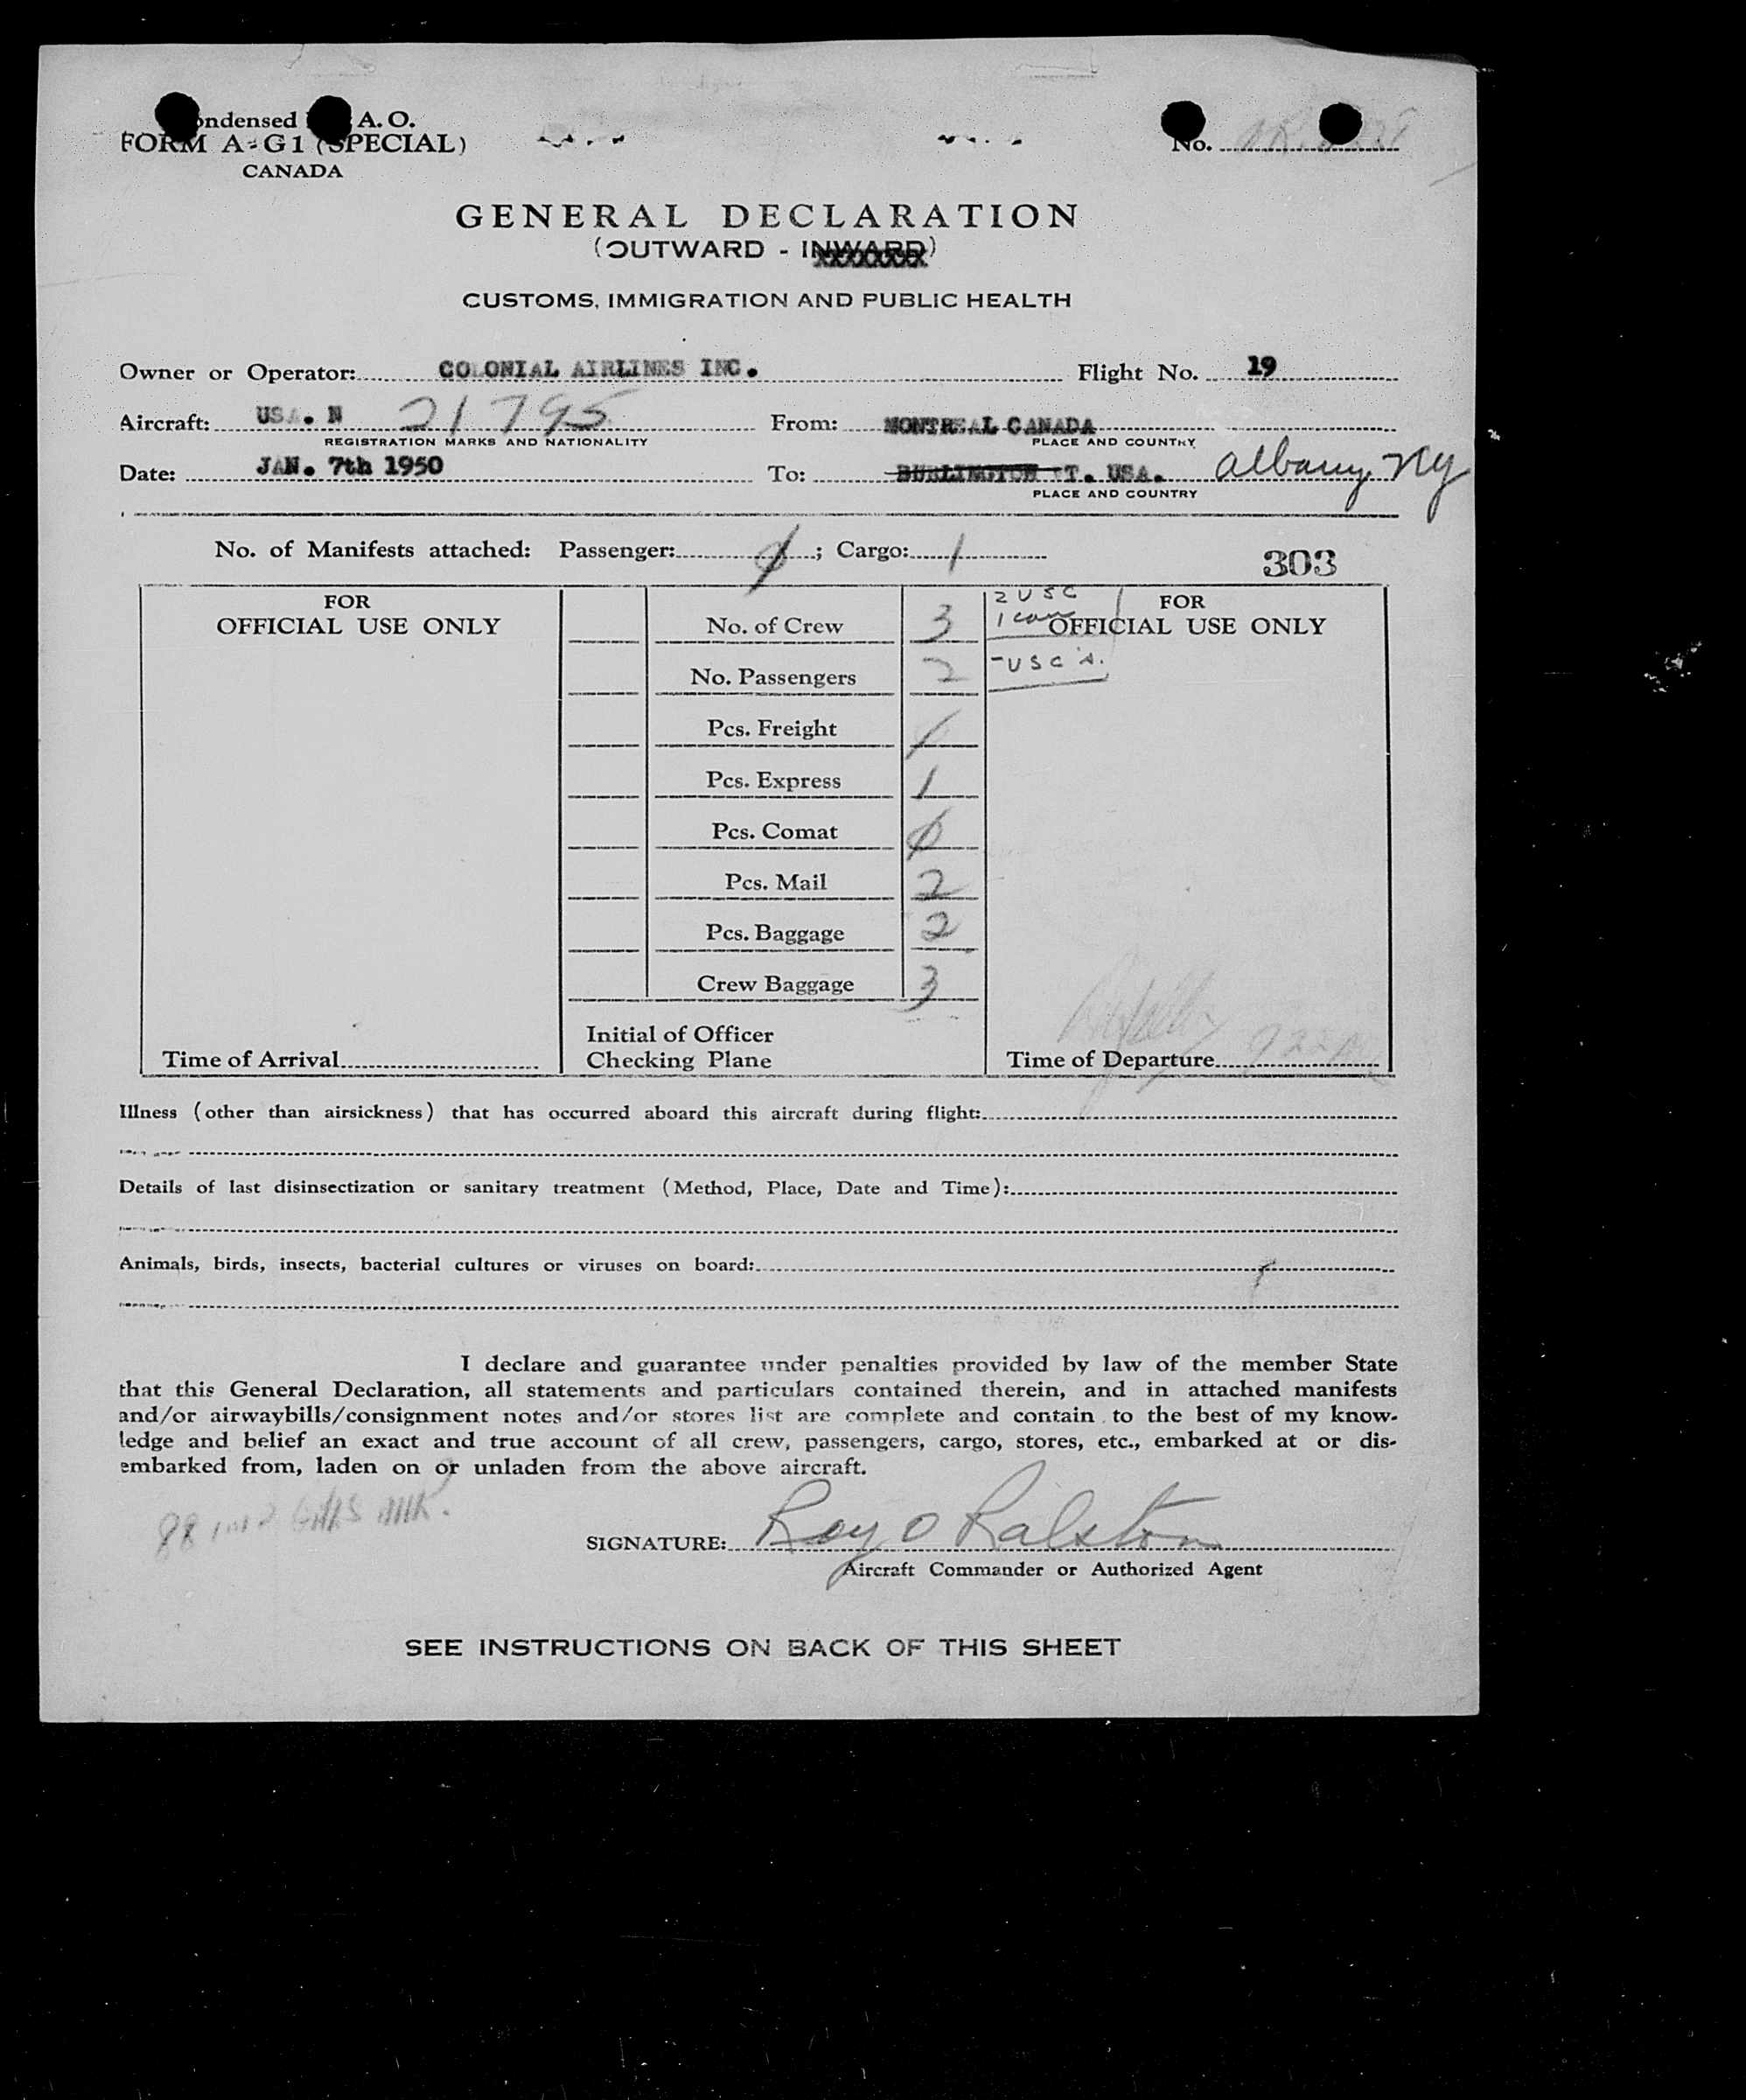 ondensed A. O.
FORM A-G1 (SPECIAL)
CANADA
No.
GENERAL DECLARATION
(OUTWARD - INWARD)
CUSTOMS, IMMIGRATION AND PUBLIC HEALTH
Owner or Operator: COLONIAL AIRLINES INC. Flight No. 19
Aircraft: USA. N 21795 From: MONTREAL CANADA
REGISTRATION MARKS AND NATIONALITY PLACE AND COUNTRY
Date: JAN. 7th 1950 To: BURLINGTON VT. USA. Albany NY
PLACE AND COUNTRY
No. of Manifests attached: Passenger: ; Cargo: 1
303
FOR
OFFICIAL USE ONLY
Time of Arrival
No. of Crew 3
No. Passengers 2
Pcs. Freight
Pcs. Express 1
Pcs. Comat
Pcs. Mail 2
Pcs. Baggage 2
Crew Baggage 3
Initial of Officer
Checking Plane
2 USC
1 can
FOR
OFFICIAL USE ONLY
-USC's.
Time of Departure
Illness (other than airsickness) that has occurred aboard this aircraft during flight:
Details of last disinsectization or sanitary treatment (Method, Place, Date and Time):
Animals, birds, insects, bacterial cultures or viruses on board:
I declare and guarantee under penalties provided by law of the member State
that this General Declaration, all statements and particulars contained therein, and in attached manifests
and/or airwaybills/consignment notes and/or stores list are complete and contain to the best of my know-
ledge and belief an exact and true account of all crew, passengers, cargo, stores, etc., embarked at or dis-
embarked from, laden on or unladen from the above aircraft.
88
SIGNATURE: Roy O Ralston
Aircraft Commander or Authorized Agent
SEE INSTRUCTIONS ON BACK OF THIS SHEET